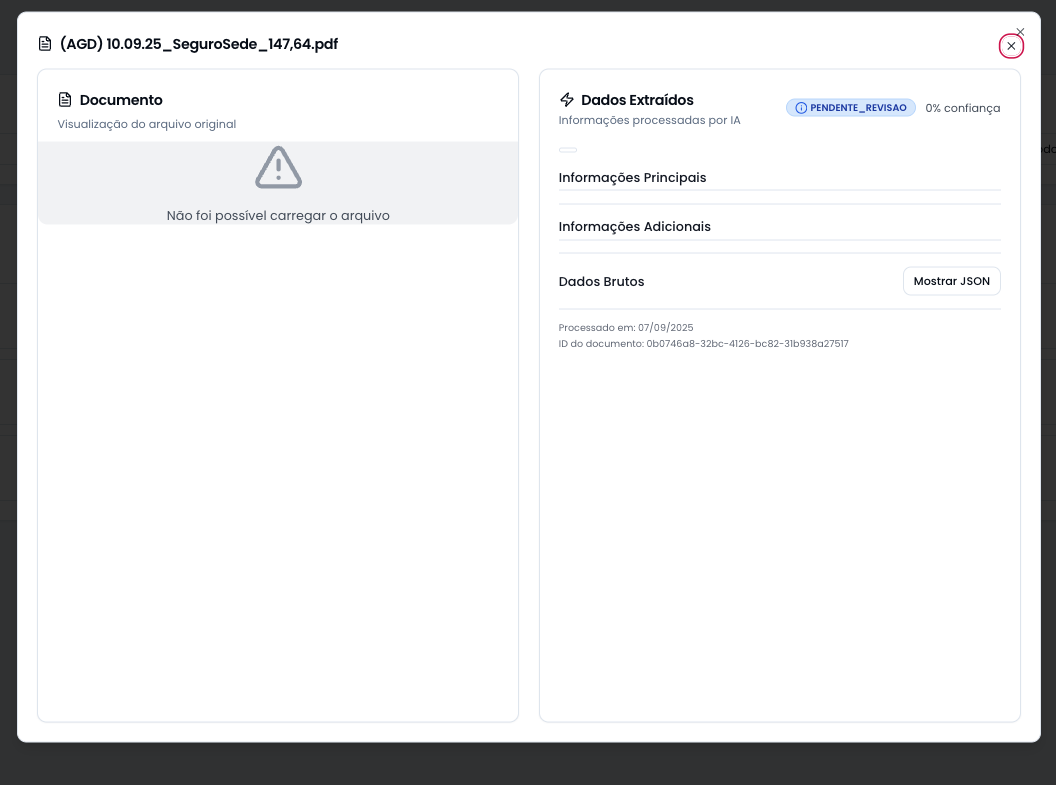 (AGD) 10.09.25_SeguroSede_147,64.pdf
Documento
Visualização do arquivo original
Não foi possível carregar o arquivo
Dados Extraídos
PENDENTE_REVISAO
0% confiança
Informações processadas por IA
Informações Principais
Informações Adicionais
Dados Brutos
Mostrar JSON
Processado em: 07/09/2025
ID do documento: 0b0746a8-32bc-4126-bc82-31b938a27517